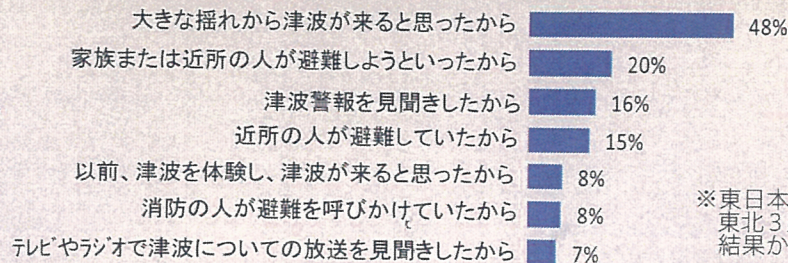 大きな揺れから津波が来ると思ったから 48%
家族または近所の人が避難しようといったから 20%
津波警報を見聞きしたから 16%
近所の人が避難していたから 15%
以前、津波を体験し、津波が来ると思ったから 8%
消防の人が避難を呼びかけていたから 8%
テレビやラジオで津波についての放送を見聞きしたから 7%
※東日本
東北3
結果か